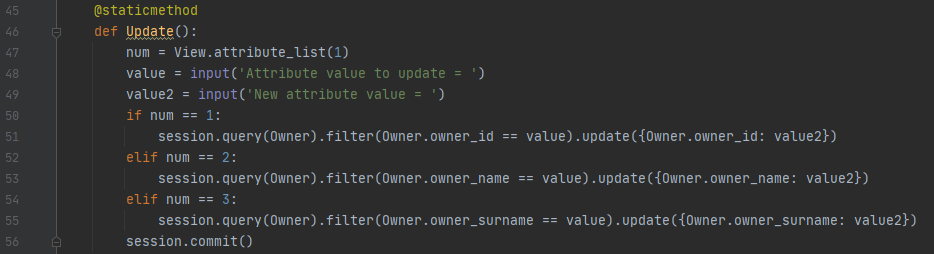 45 @staticmethod
46 def Update():
47 num = View.attribute_list(1)
48 value = input('Attribute value to update = ')
49 value2 = input('New attribute value = ')
50 if num == 1:
51 session.query(Owner).filter(Owner.owner_id == value).update({Owner.owner_id: value2})
52 elif num == 2:
53 session.query(Owner).filter(Owner.owner_name == value).update({Owner.owner_name: value2})
54 elif num == 3:
55 session.query(Owner).filter(Owner.owner_surname == value).update({Owner.owner_surname: value2})
56 session.commit()